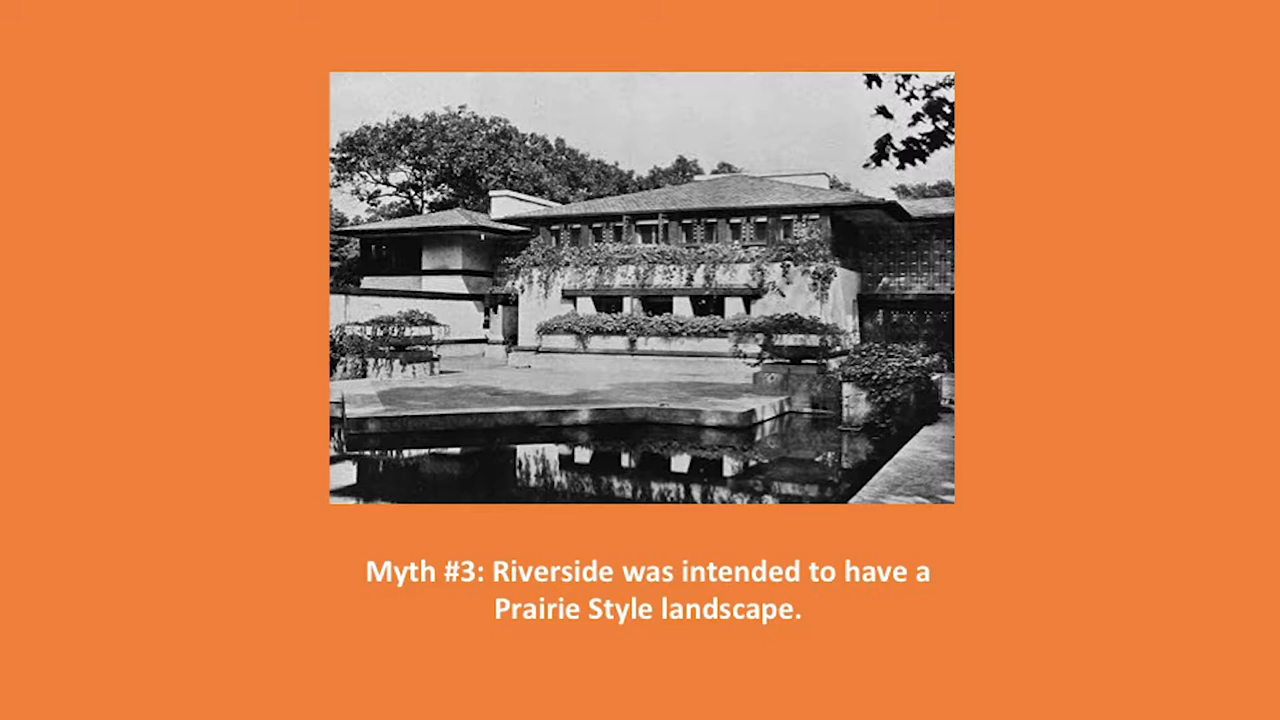 Myth #3: Riverside was intended to have a
Prairie Style landscape.